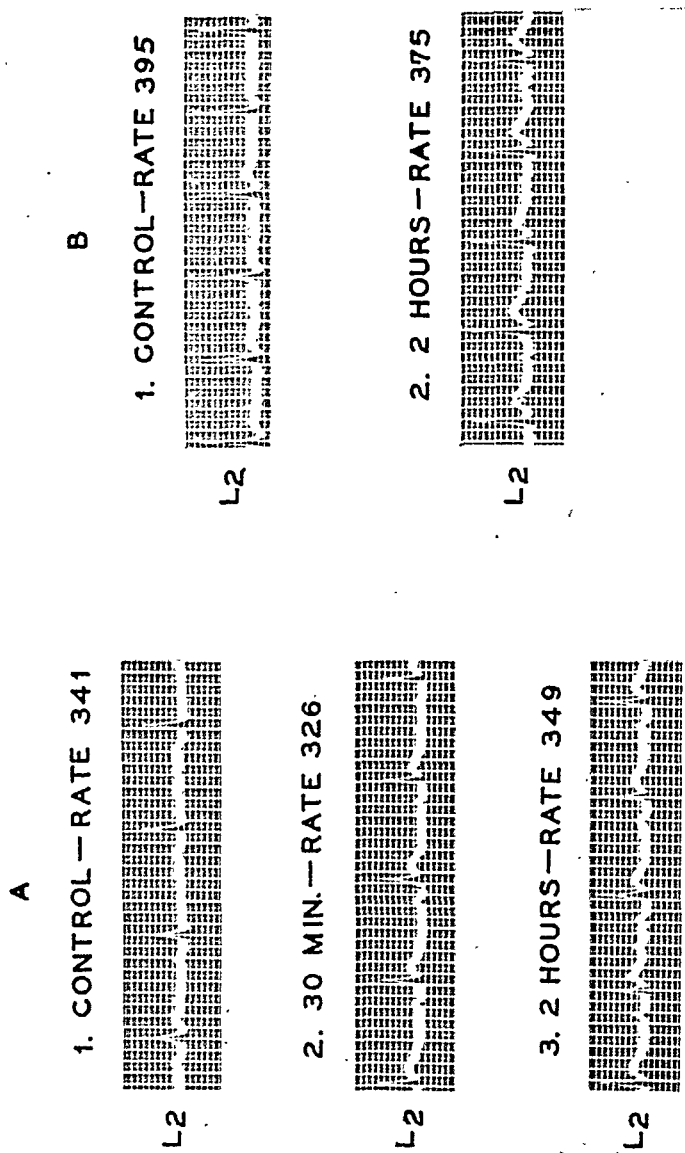 A
1. CONTROL—RATE 341
L2
2. 30 MIN.—RATE 326
L2
3. 2 HOURS—RATE 349
L2
B
1. CONTROL—RATE 395
L2
2. 2 HOURS—RATE 375
L2